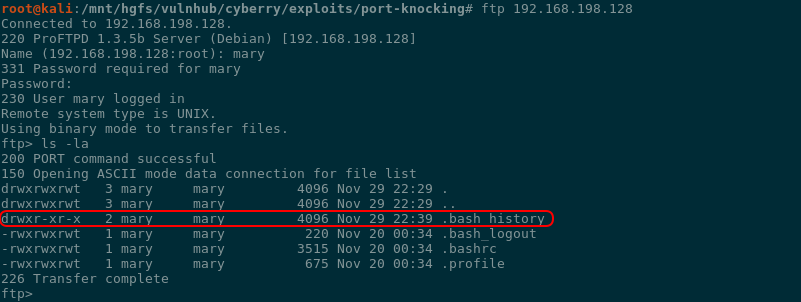 root@kali:/mnt/hgfs/vulnhub/cyberry/exploits/port-knocking# ftp 192.168.198.128
Connected to 192.168.198.128.
220 ProFTPD 1.3.5b Server (Debian) [192.168.198.128]
Name (192.168.198.128:root): mary
331 Password required for mary
Password:
230 User mary logged in
Remote system type is UNIX.
Using binary mode to transfer files.
ftp> ls -la
200 PORT command successful
150 Opening ASCII mode data connection for file list
drwxrwxrwt   3 mary     mary         4096 Nov 29 22:29 .
drwxrwxrwt   3 mary     mary         4096 Nov 29 22:29 ..
drwxr-xr-x   2 mary     mary         4096 Nov 29 22:39 .bash_history
-rwxrwxrwt   1 mary     mary          220 Nov 20 00:34 .bash_logout
-rwxrwxrwt   1 mary     mary         3515 Nov 20 00:34 .bashrc
-rwxrwxrwt   1 mary     mary          675 Nov 20 00:34 .profile
226 Transfer complete
ftp>